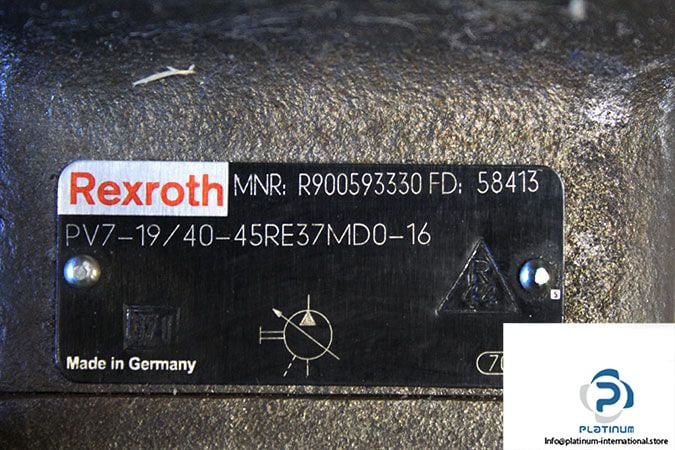 Rexroth MNR: R900593330 FD: 58413
PV7-19/40-45RE37MD0-16
Made in Germany
PLATINUM
Info@platinum-international.store